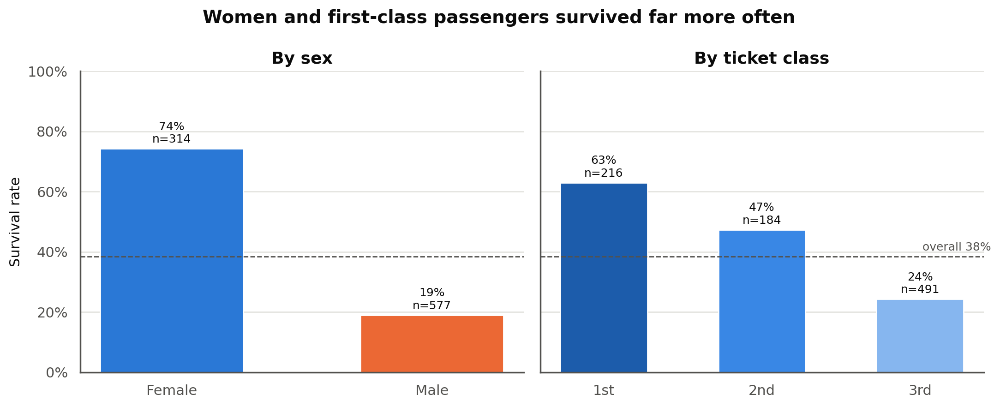 Women and first-class passengers survived far more often
By sex
100%
80%
60%
40%
20%
0%
Survival rate
74%
n=314
19%
n=577
Female
Male
By ticket class
63%
n=216
47%
n=184
overall 38%
24%
n=491
1st
2nd
3rd